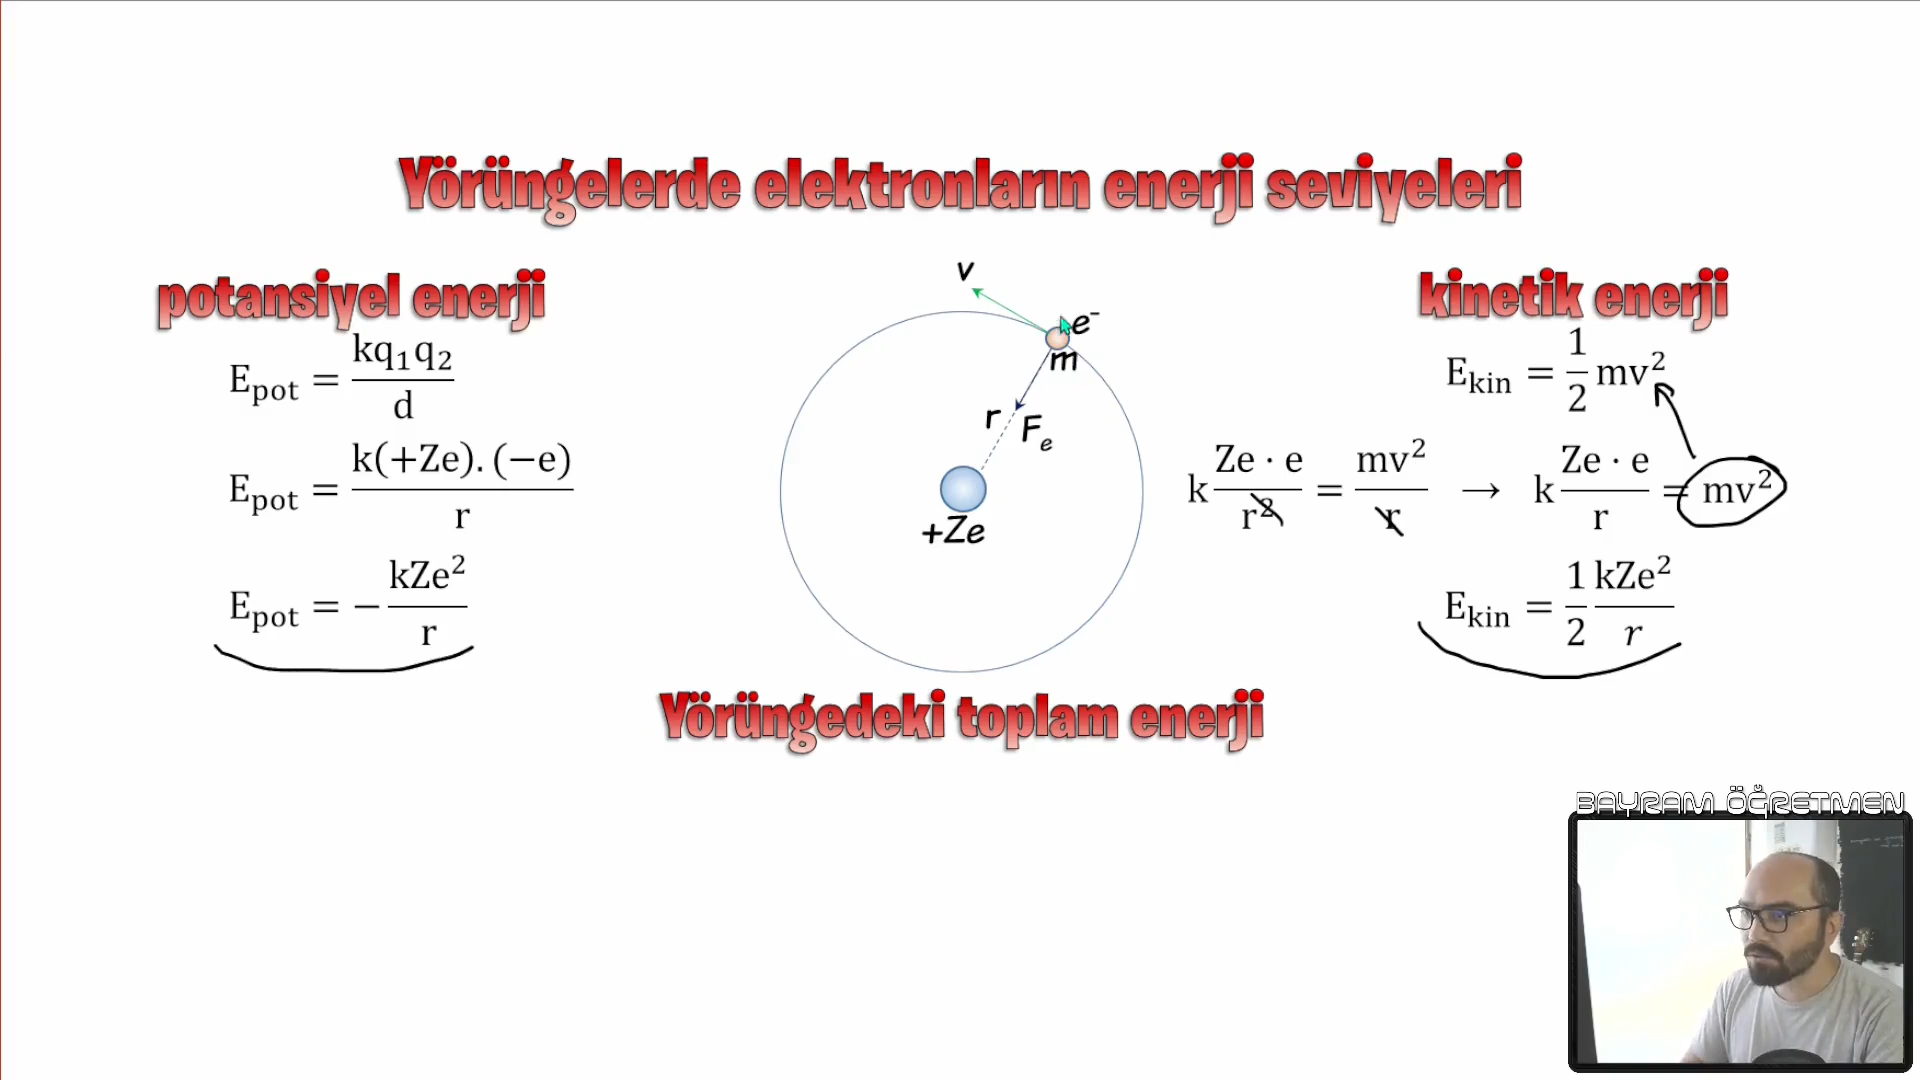 Yörüngelerde elektronların enerji seviyeleri
potansiyel enerji
E_pot = kq₁q₂ / d
E_pot = k(+Ze).(−e) / r
E_pot = − kZe² / r
v
e⁻
m
r
F_e
+Ze
kinetik enerji
E_kin = 1/2 mv²
k Ze · e / r² = mv² / r → k Ze · e / r = mv²
E_kin = 1/2 kZe² / r
Yörüngedeki toplam enerji
BAYRAM ÖĞRETMEN